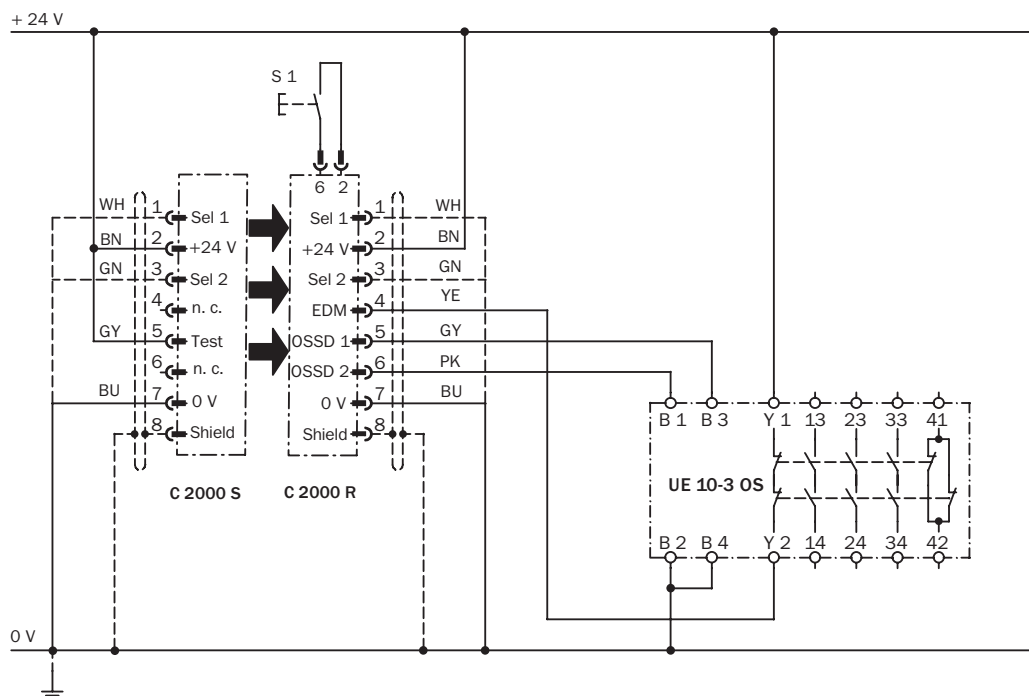 + 24 V
S 1
6 2
WH 1 Sel 1 Sel 1 1 WH
BN 2 +24 V +24 V 2 BN
GN 3 Sel 2 Sel 2 3 GN
4 n. c. EDM 4 YE
GY 5 Test OSSD 1 5 GY
6 n. c. OSSD 2 6 PK
BU 7 0 V 0 V 7 BU
8 Shield Shield 8
C 2000 S C 2000 R
B 1 B 3 Y 1 13 23 33 41
UE 10-3 OS
B 2 B 4 Y 2 14 24 34 42
0 V